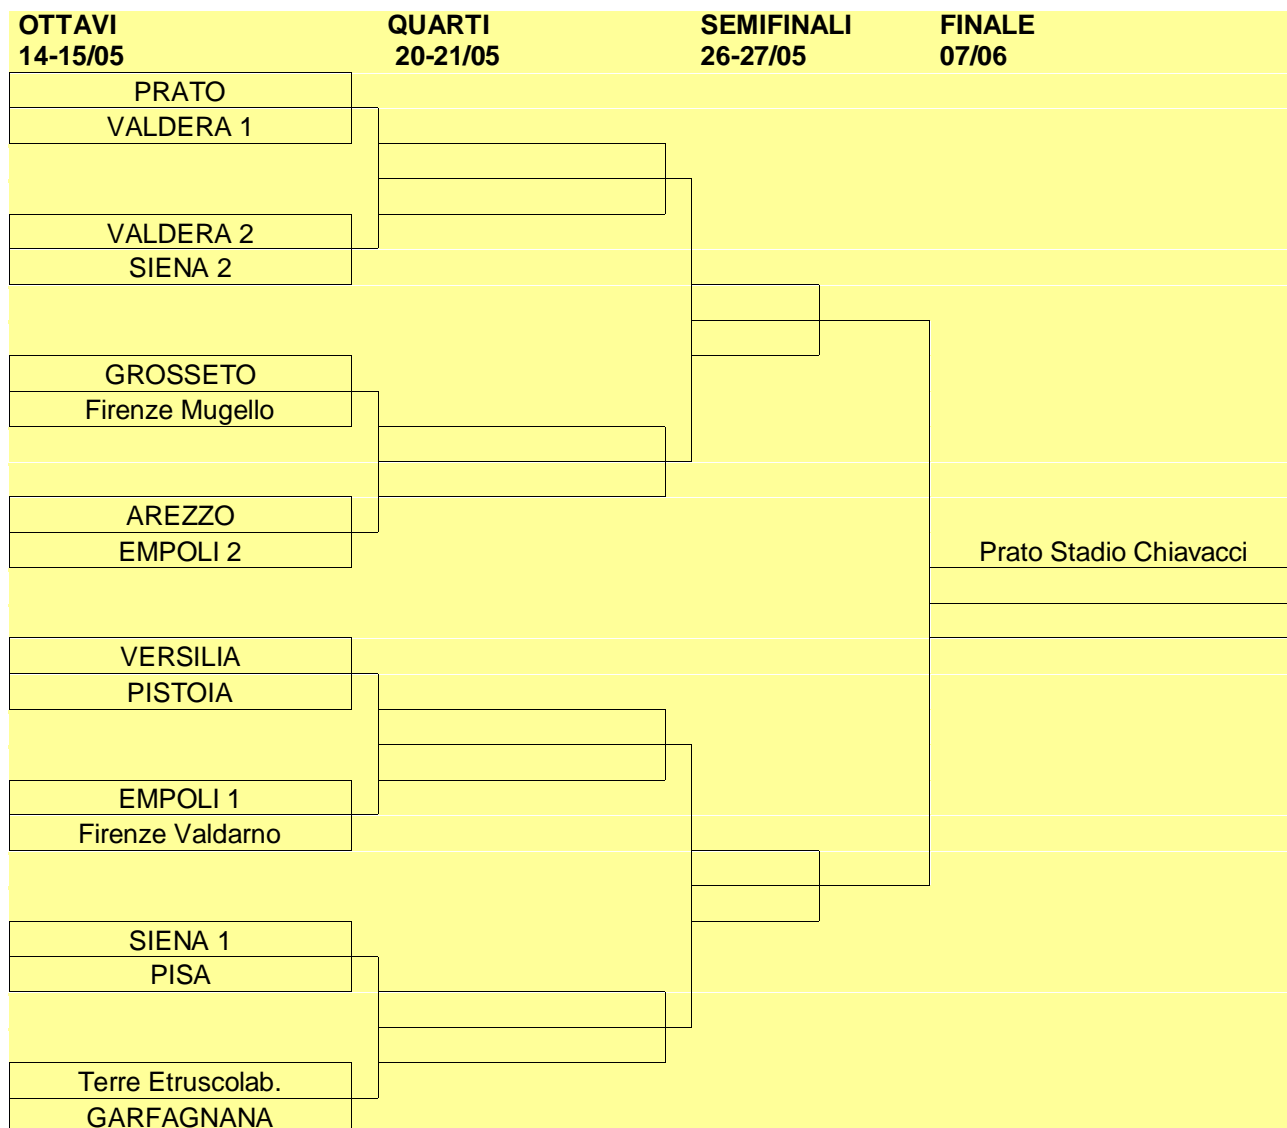 OTTAVI QUARTI SEMIFINALI FINALE
14-15/05 20-21/05 26-27/05 07/06
PRATO
VALDERA 1
VALDERA 2
SIENA 2
GROSSETO
Firenze Mugello
AREZZO
EMPOLI 2
Prato Stadio Chiavacci
VERSILIA
PISTOIA
EMPOLI 1
Firenze Valdarno
SIENA 1
PISA
Terre Etruscolab.
GARFAGNANA